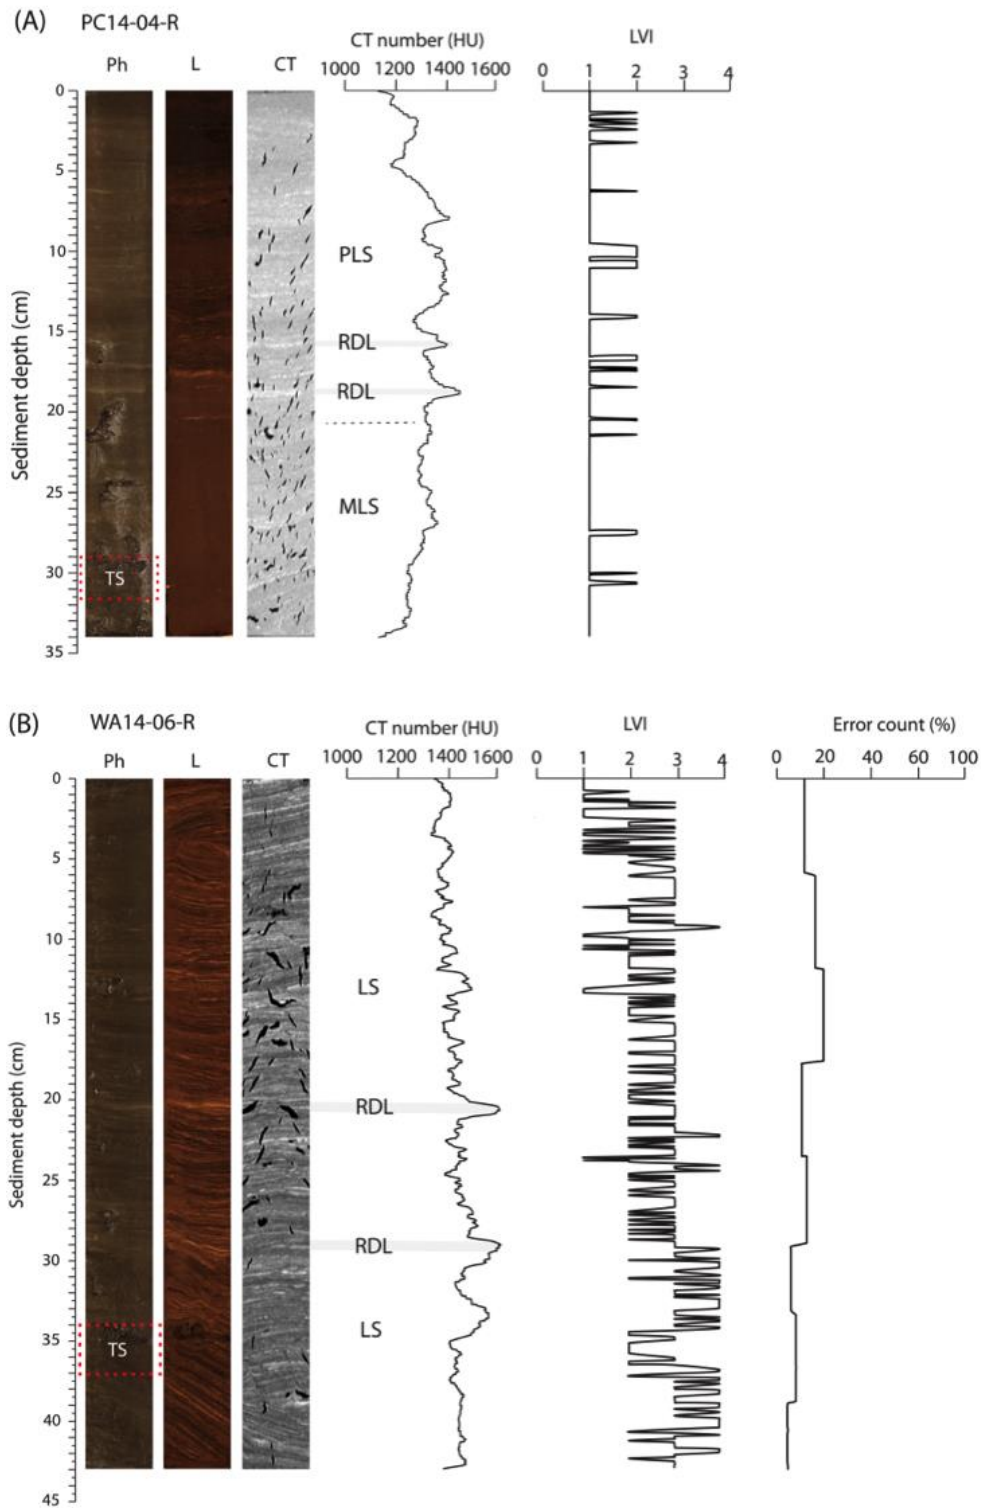 (A) PC14-04-R
CT number (HU) LVI
Ph L CT 1000 1200 1400 1600 0 1 2 3 4
0
5
10
15
20
25
30
35
Sediment depth (cm)
PLS
RDL
RDL
MLS
TS
(B) WA14-06-R
CT number (HU) LVI Error count (%)
Ph L CT 1000 1200 1400 1600 0 1 2 3 4 0 20 40 60 80 100
0
5
10
15
20
25
30
35
40
45
Sediment depth (cm)
LS
RDL
RDL
LS
TS